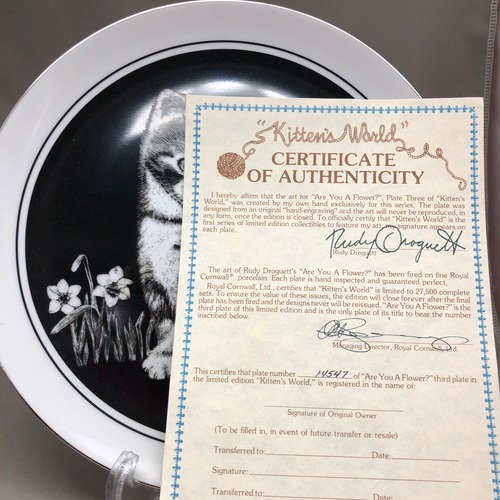 "Kitten's World"
CERTIFICATE
OF AUTHENTICITY
I hereby affirm that the art for "Are You A Flower?", Plate Three of "Kitten's
World," was created by my own hand exclusively for this series. The plate was
designed from an original "hand-engraving" and the art will never be reproduced, in
any form, once the edition is closed. To officially certify that "Kitten's World" is the
first series of limited edition collectibles to feature my art, my signature appears on
each plate.
Rudy Droguett
Rudy Droguett
The art of Rudy Droguett's "Are You A Flower?" has been fired on fine Royal
Cornwall® porcelain. Each plate is hand inspected and guaranteed perfect.
Royal Cornwall, Ltd., certifies that "Kitten's World" is limited to 27,500 complete
sets. To ensure the value of these issues, the edition will close forever after the final
plate has been fired and the designs never will be reissued. "Are You A Flower?" is the
third plate of this limited edition and is the only plate of its title to bear the number
inscribed below.
Managing Director, Royal Cornwall, Ltd.
This certifies that plate number 14547 of "Are You A Flower?" third plate in
the limited edition "Kitten's World," is registered in the name of:
Signature of Original Owner
(To be filled in, in event of future transfer or resale)
Transferred to: Date:
Signature:
Transferred to: Date: